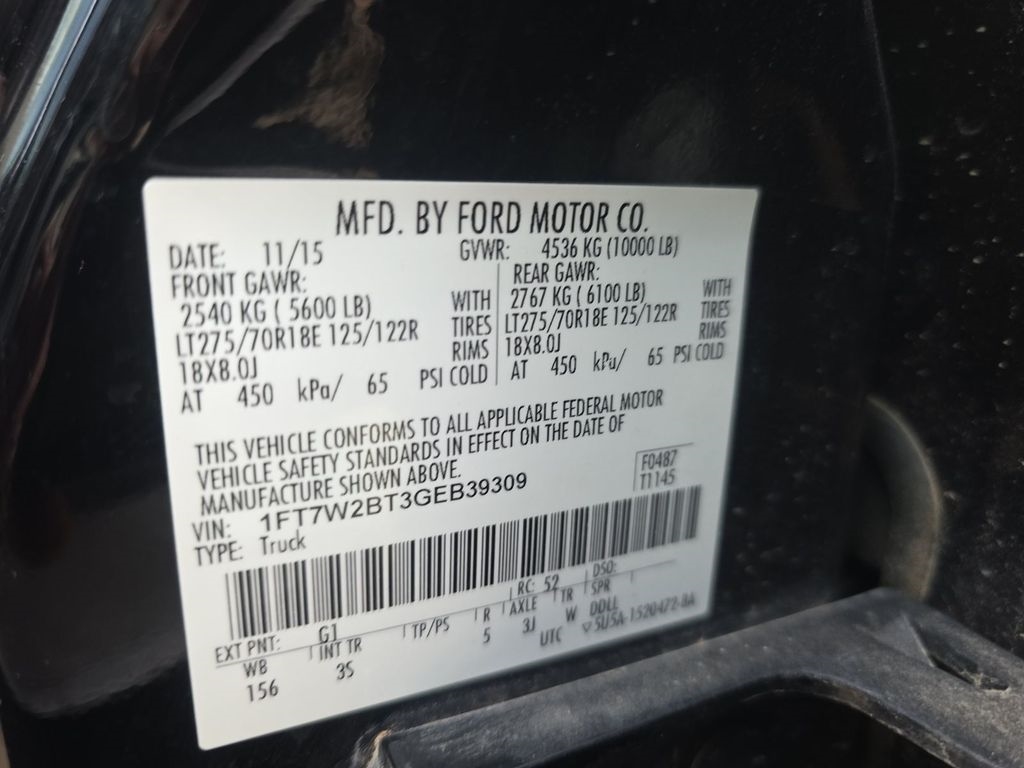 MFD. BY FORD MOTOR CO.
DATE: 11/15 GVWR: 4536 KG (10000 LB)
FRONT GAWR:
2540 KG ( 5600 LB) WITH
LT275/70R18E 125/122R TIRES
18X8.0J RIMS
AT 450 kPa/ 65 PSI COLD
REAR GAWR:
2767 KG ( 6100 LB) WITH
LT275/70R18E 125/122R TIRES
18X8.0J RIMS
AT 450 kPa/ 65 PSI COLD
THIS VEHICLE CONFORMS TO ALL APPLICABLE FEDERAL MOTOR
VEHICLE SAFETY STANDARDS IN EFFECT ON THE DATE OF
MANUFACTURE SHOWN ABOVE.
F0487
T1145
VIN: 1FT7W2BT3GEB39309
TYPE: Truck
EXT PNT: G1 RC: 52 DSO:
WB INT TR TP/PS R AXLE TR SPR
156 3S 5 3J W DDLL
UTC ▽5U5A-1520472-BA